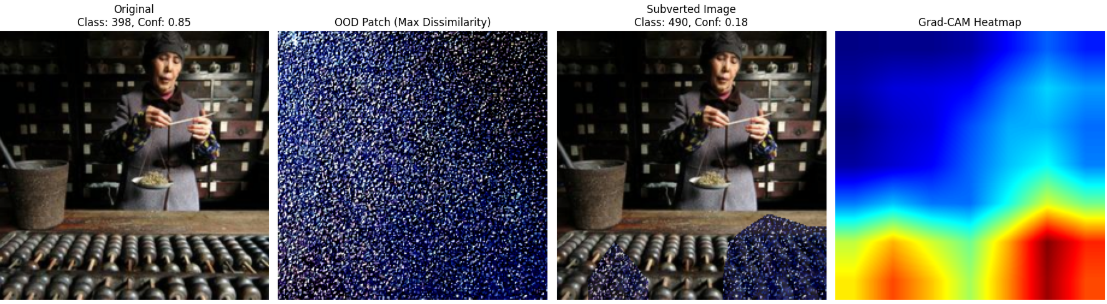 Original
Class: 398, Conf: 0.85
OOD Patch (Max Dissimilarity)
Subverted Image
Class: 490, Conf: 0.18
Grad-CAM Heatmap